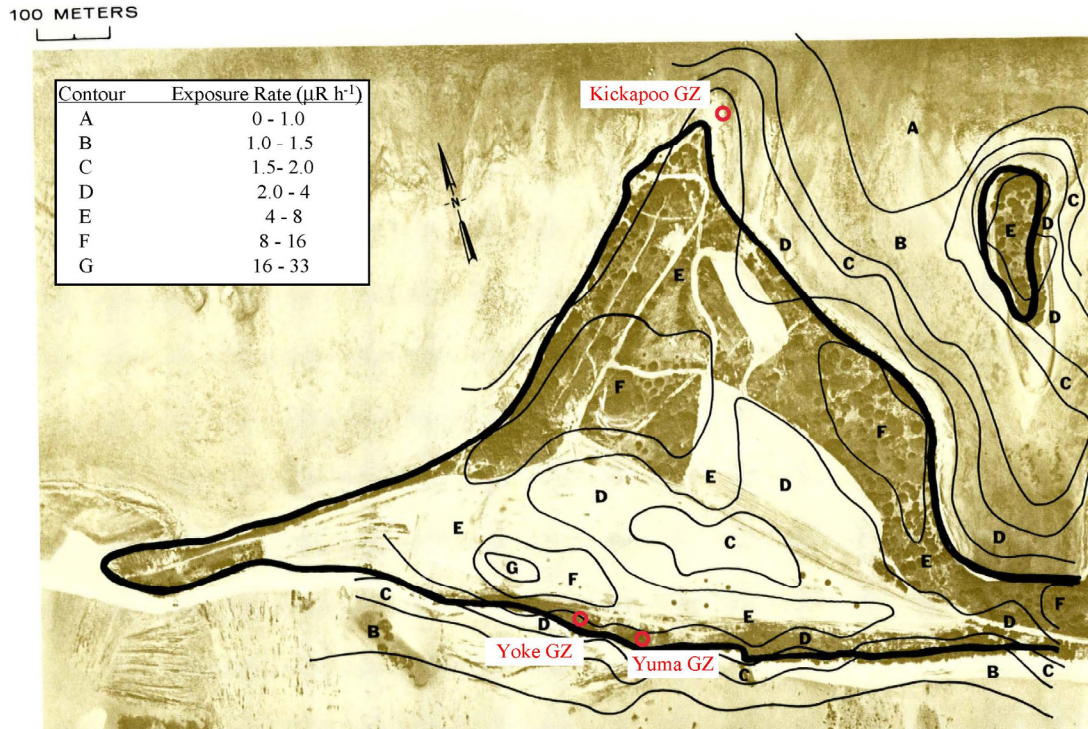 100 METERS
Contour Exposure Rate (μR h-1)
A 0 - 1.0
B 1.0 - 1.5
C 1.5- 2.0
D 2.0 - 4
E 4 - 8
F 8 - 16
G 16 - 33
Kickapoo GZ
A
N
C
B
E
D
D
E
D
C
D
C
F
F
E
D
D
E
C
D
G
F
E
F
C
D
E
D
D
B
Yoke GZ
Yuma GZ
C
B
C